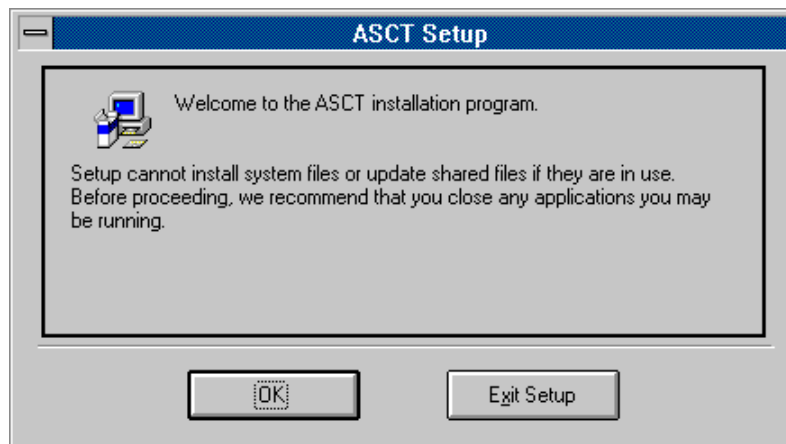 ASCT Setup
Welcome to the ASCT installation program.
Setup cannot install system files or update shared files if they are in use.
Before proceeding, we recommend that you close any applications you may
be running.
OK
Exit Setup